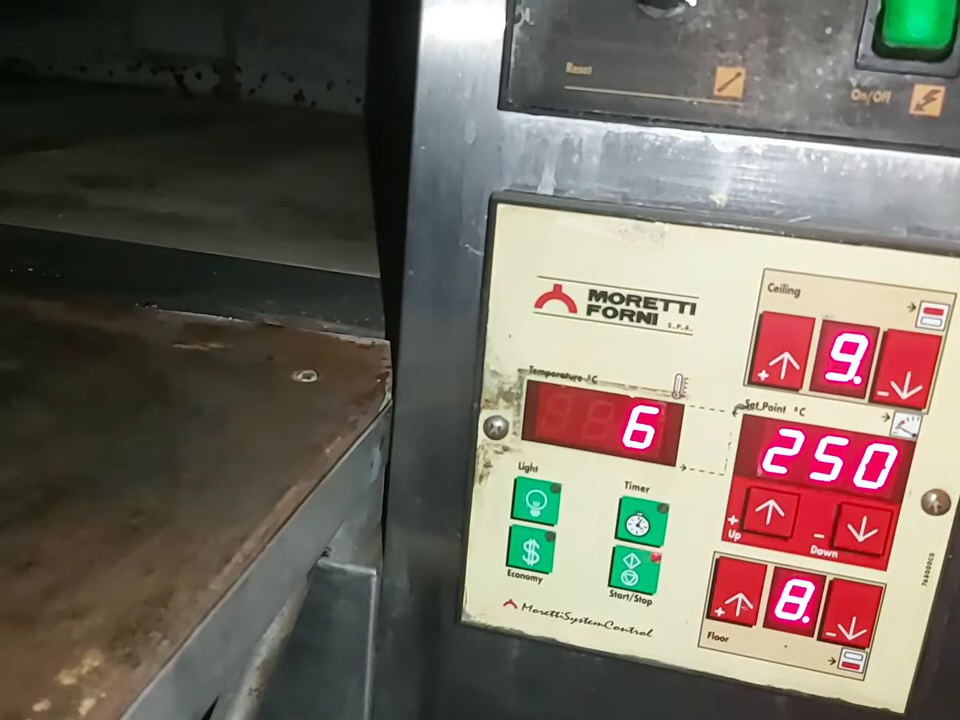 Reset
On/Off
MORETTI
FORNI S.P.A.
Ceiling
+ 9. -
Temperature °C
6
Set Point °C
250
+ Up
- Down
Light
Timer
Economy
Start/Stop
+ 8. -
Floor
MorettiSystemControl